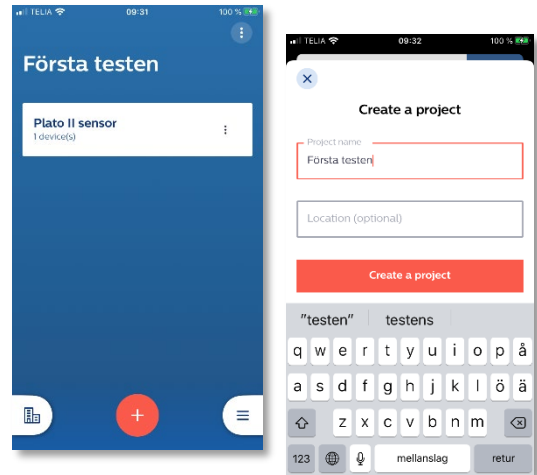 TELIA 09:31 100 %
Första testen
Plato II sensor
1 device(s)
TELIA 09:32 100 %
Create a project
Project name
Första testen
Location (optional)
Create a project
"testen" testens
q w e r t y u i o p å
a s d f g h j k l ö ä
z x c v b n m
123 mellanslag retur